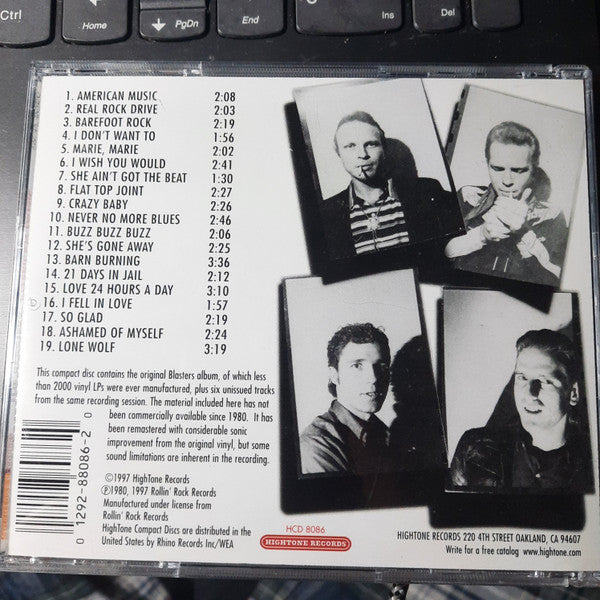 Ctrl
Home
PgDn
End
Ins
Del
1. AMERICAN MUSIC 2:08
2. REAL ROCK DRIVE 2:03
3. BAREFOOT ROCK 2:19
4. I DON'T WANT TO 1:56
5. MARIE, MARIE 2:02
6. I WISH YOU WOULD 2:41
7. SHE AIN'T GOT THE BEAT 1:30
8. FLAT TOP JOINT 2:27
9. CRAZY BABY 2:26
10. NEVER NO MORE BLUES 2:46
11. BUZZ BUZZ BUZZ 2:06
12. SHE'S GONE AWAY 2:25
13. BARN BURNING 3:36
14. 21 DAYS IN JAIL 2:12
15. LOVE 24 HOURS A DAY 3:10
16. I FELL IN LOVE 1:57
17. SO GLAD 2:19
18. ASHAMED OF MYSELF 2:24
19. LONE WOLF 3:19
This compact disc contains the original Blasters album, of which less
than 2000 vinyl LPs were ever manufactured, plus six unissued tracks
from the same recording session. The material included here has not
been commercially available since 1980. It has
been remastered with considerable sonic
improvement from the original vinyl, but some
sound limitations are inherent in the recording.
©1997 HighTone Records
℗1980, 1997 Rollin' Rock Records
Manufactured under license from
Rollin' Rock Records
HighTone Compact Discs are distributed in the
United States by Rhino Records Inc/WEA
0 1292-88086-2 0
HCD 8086
HIGHTONE RECORDS
HIGHTONE RECORDS 220 4TH STREET OAKLAND, CA 94607
Write for a free catalog www.hightone.com